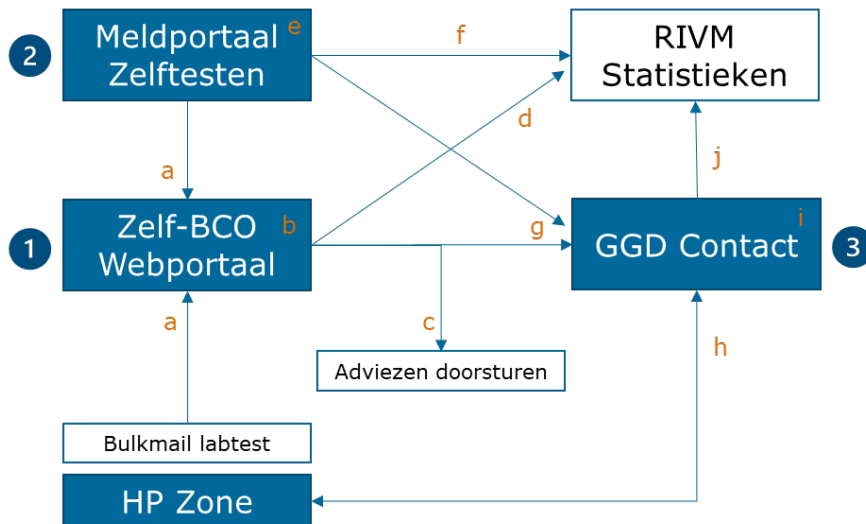 2
Meldportaal e
Zelftesten
f
RIVM
Statistieken
d
a
j
1
Zelf-BCO b
Webportaal
g
GGD Contact i
3
a
c
h
Adviezen doorsturen
Bulkmail labtest
HP Zone